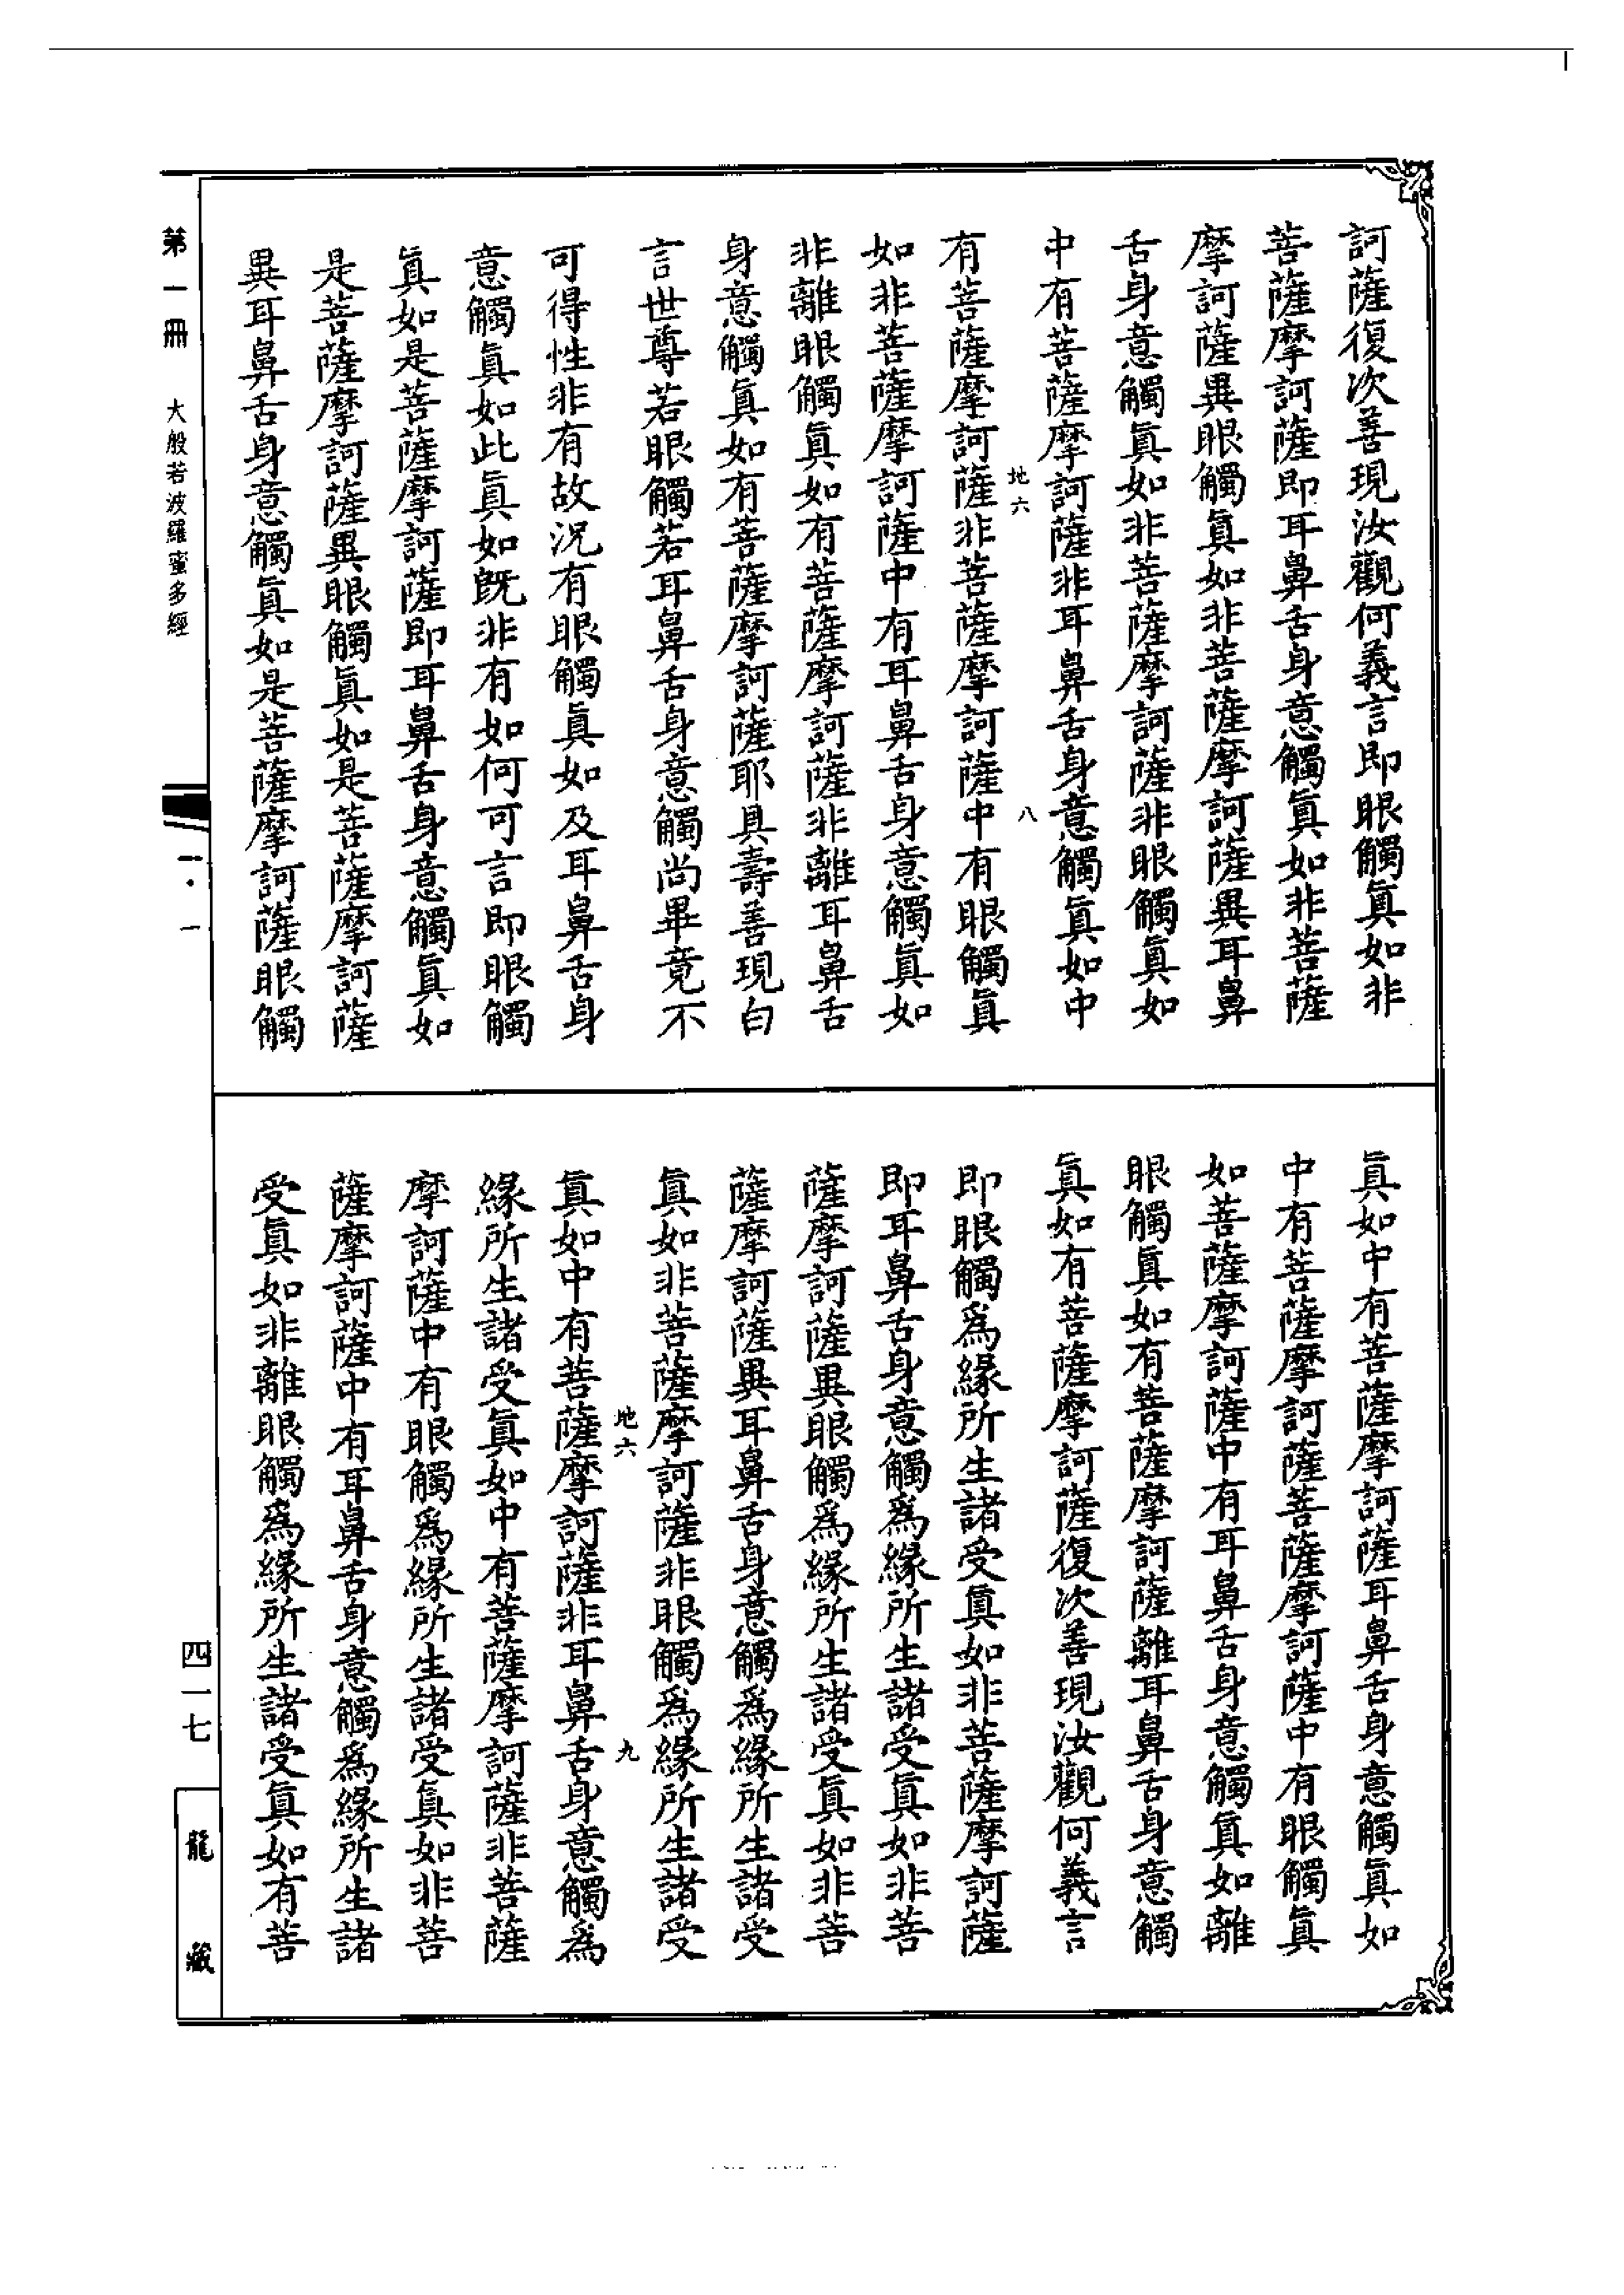 訶薩復次善現汝觀何義言即眼觸眞如非
菩薩摩訶薩即耳鼻舌身意觸眞如非菩薩
摩訶薩異眼觸眞如非菩薩摩訶薩異耳鼻
舌身意觸眞如非菩薩摩訶薩非眼觸眞如
中有菩薩摩訶薩非耳鼻舌身意觸眞如中
地六 八
有菩薩摩訶薩非菩薩摩訶薩中有眼觸眞
如非菩薩摩訶薩中有耳鼻舌身意觸眞如
非離眼觸眞如有菩薩摩訶薩非離耳鼻舌
身意觸眞如有菩薩摩訶薩耶具壽善現白
言世尊若眼觸若耳鼻舌身意觸尚畢竟不
可得性非有故況有眼觸眞如及耳鼻舌身
意觸眞如此眞如旣非有如何可言即眼觸
眞如是菩薩摩訶薩即耳鼻舌身意觸眞如
是菩薩摩訶薩異眼觸眞如是菩薩摩訶薩
異耳鼻舌身意觸眞如是菩薩摩訶薩眼觸
眞如中有菩薩摩訶薩耳鼻舌身意觸眞如
中有菩薩摩訶薩菩薩摩訶薩中有眼觸眞
如菩薩摩訶薩中有耳鼻舌身意觸眞如離
眼觸眞如有菩薩摩訶薩離耳鼻舌身意觸
眞如有菩薩摩訶薩復次善現汝觀何義言
即眼觸爲緣所生諸受眞如非菩薩摩訶薩
即耳鼻舌身意觸爲緣所生諸受眞如非菩
薩摩訶薩異眼觸爲緣所生諸受眞如非菩
薩摩訶薩異耳鼻舌身意觸爲緣所生諸受
眞如非菩薩摩訶薩非眼觸爲緣所生諸受
地六 九
眞如中有菩薩摩訶薩非耳鼻舌身意觸爲
緣所生諸受眞如中有菩薩摩訶薩非菩薩
摩訶薩中有眼觸爲緣所生諸受眞如非菩
薩摩訶薩中有耳鼻舌身意觸爲緣所生諸
受眞如非離眼觸爲緣所生諸受眞如有菩
第一冊 大般若波羅蜜多經
一·一
四一七
龍藏